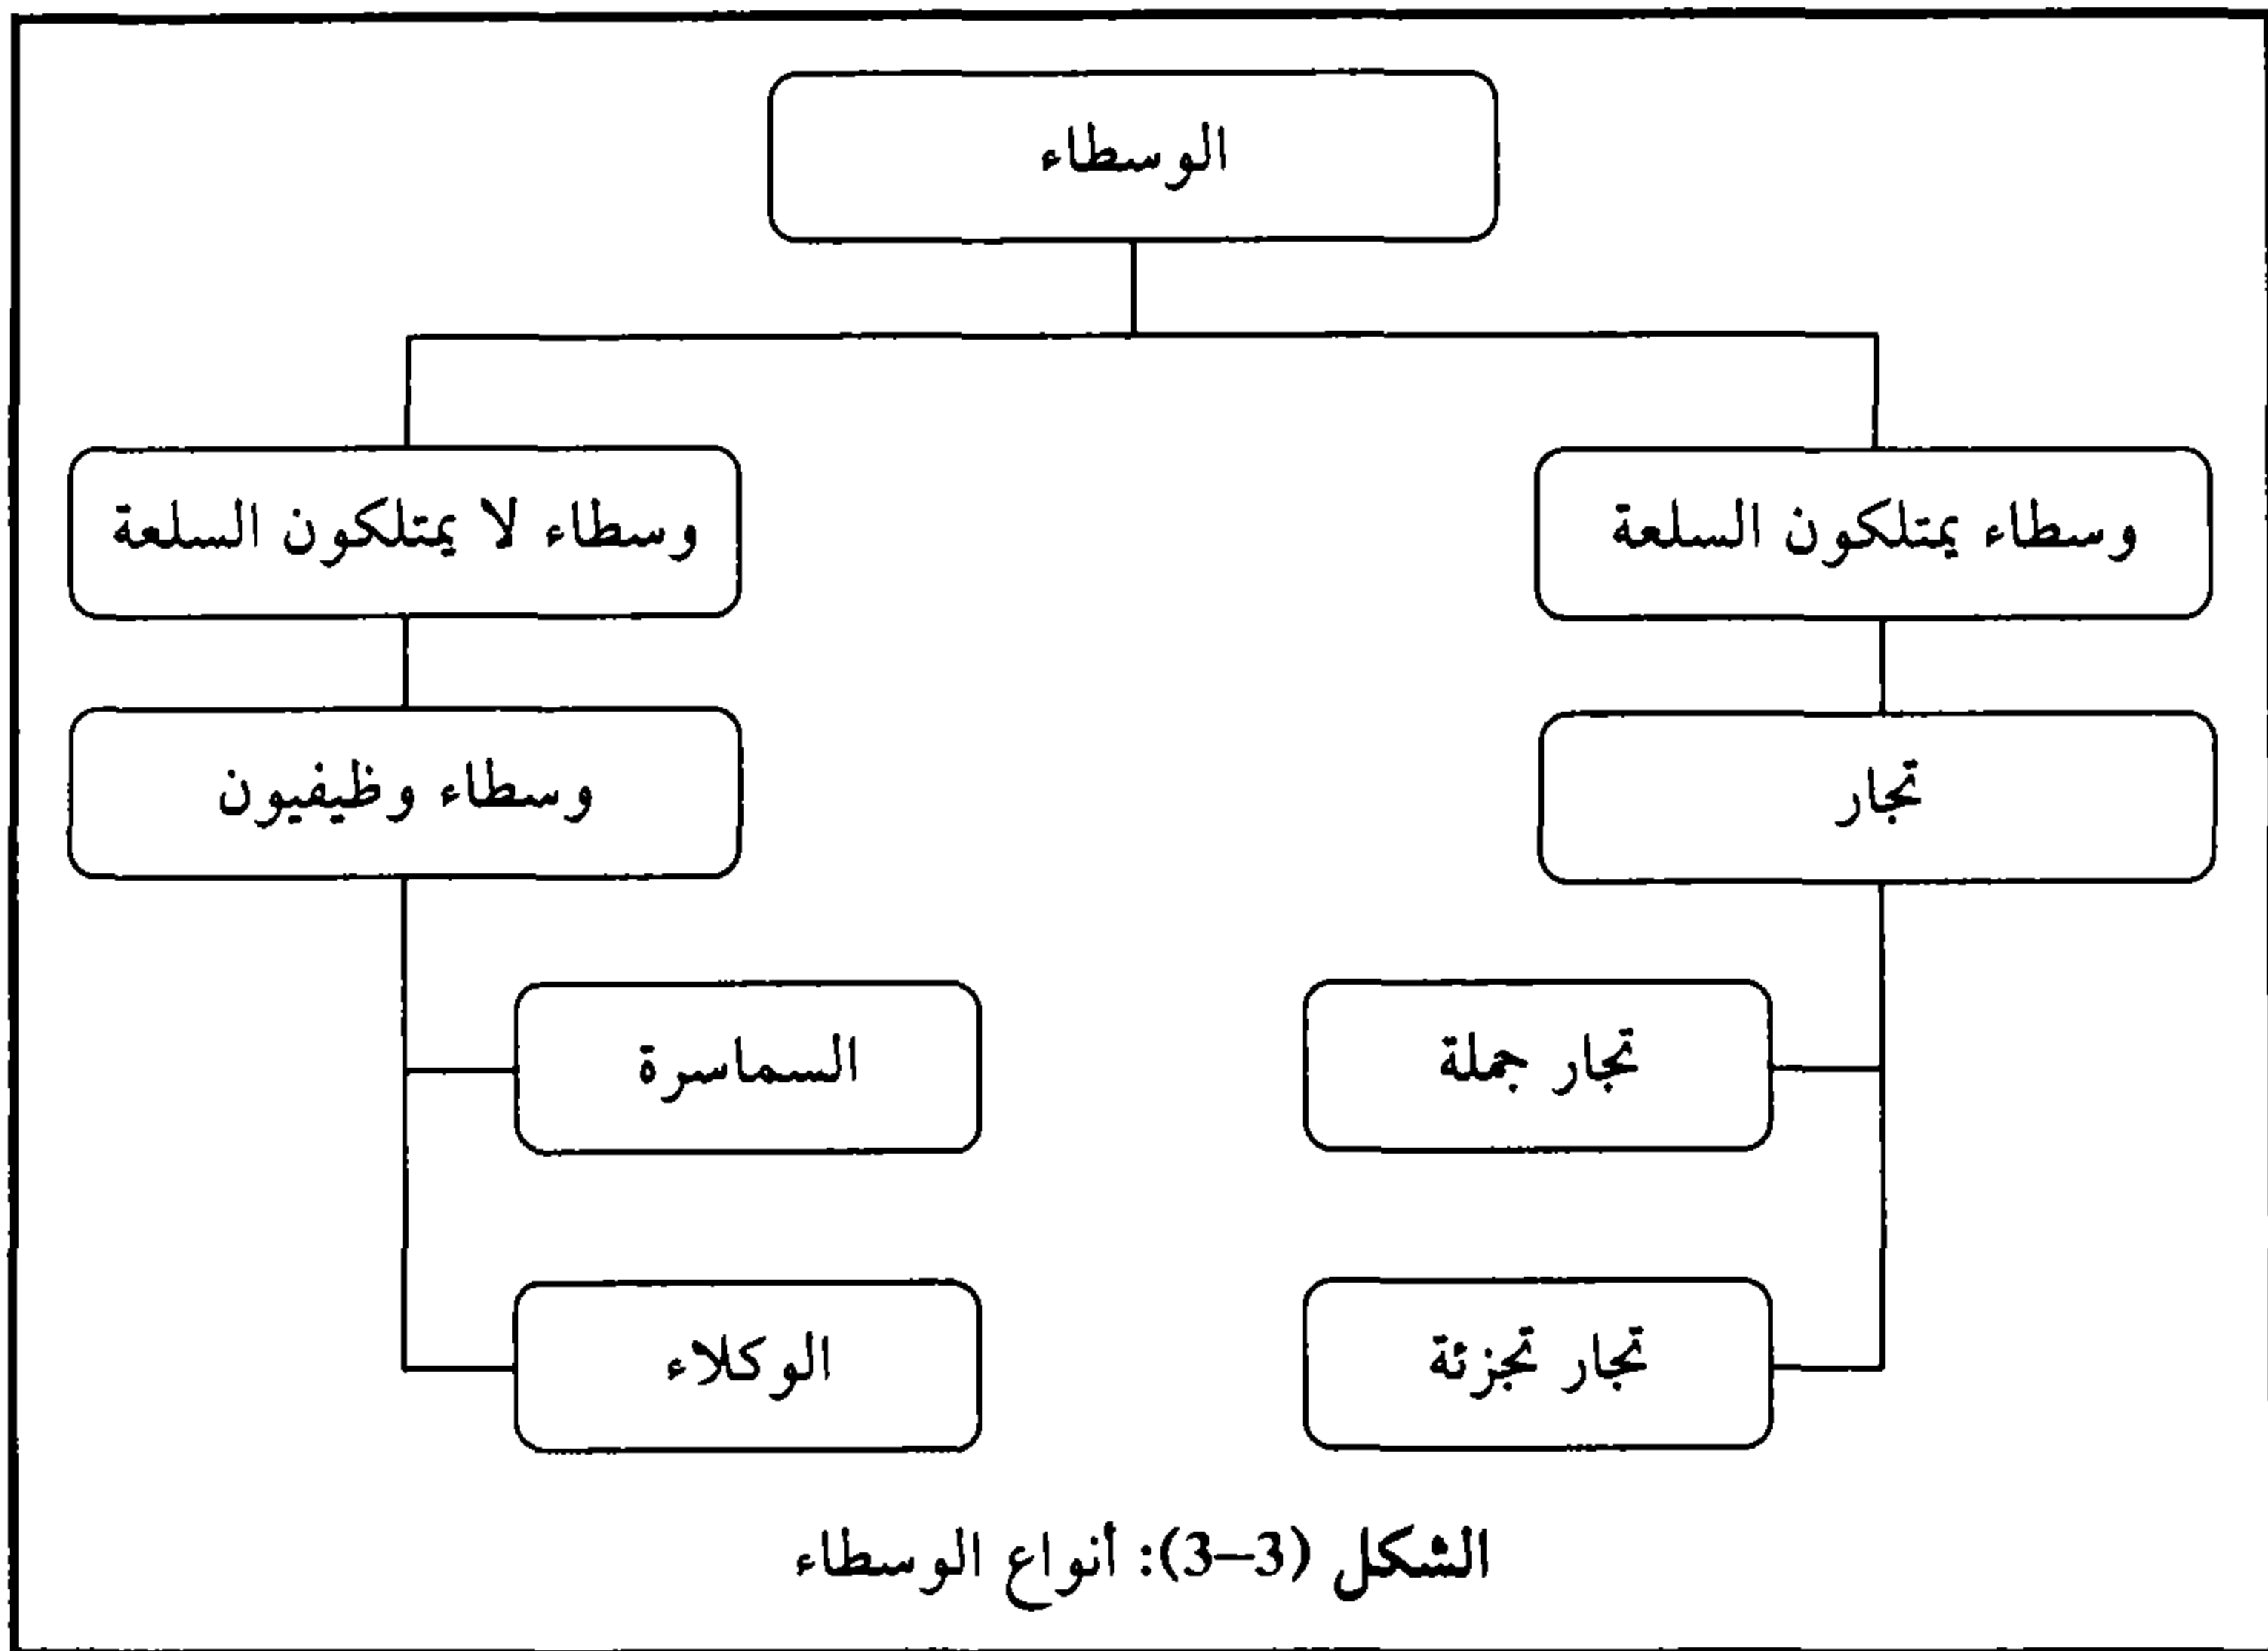 الوسطاء
وسطاء يمتلكون السلعة
وسطاء لا يمتلكون السلعة
تجار
وسطاء وظيفيون
تجار جملة
السماسرة
تجار تجزئة
الوكلاء
الشكل (3–3): أنواع الوسطاء